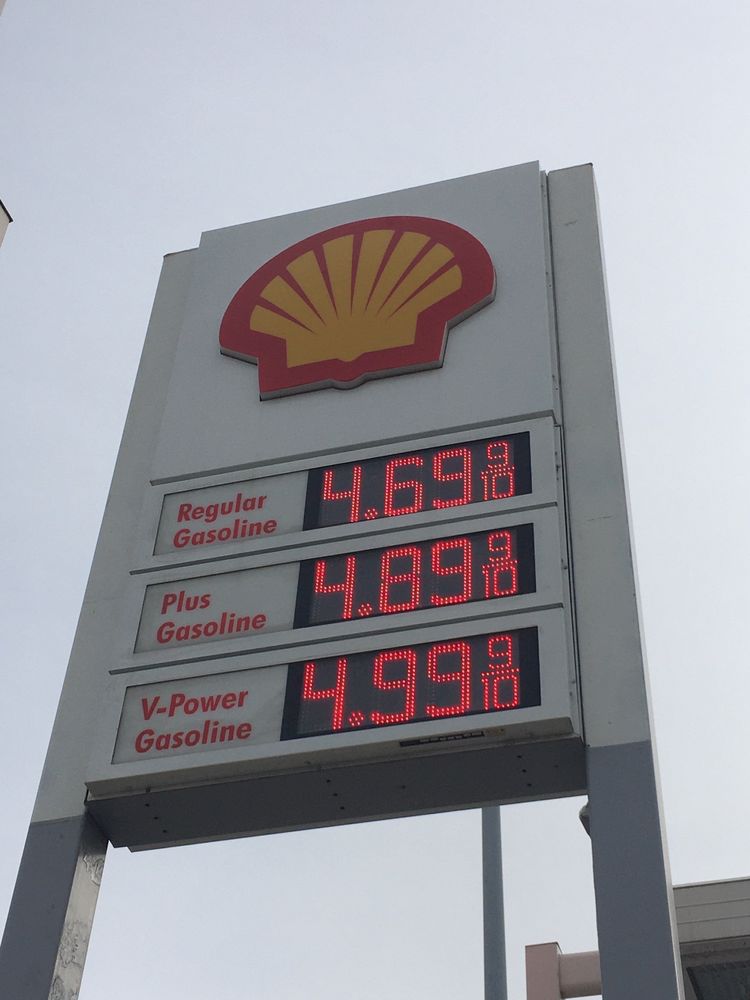 Regular
Gasoline
4.69 9/10
Plus
Gasoline
4.89 9/10
V-Power
Gasoline
4.99 9/10